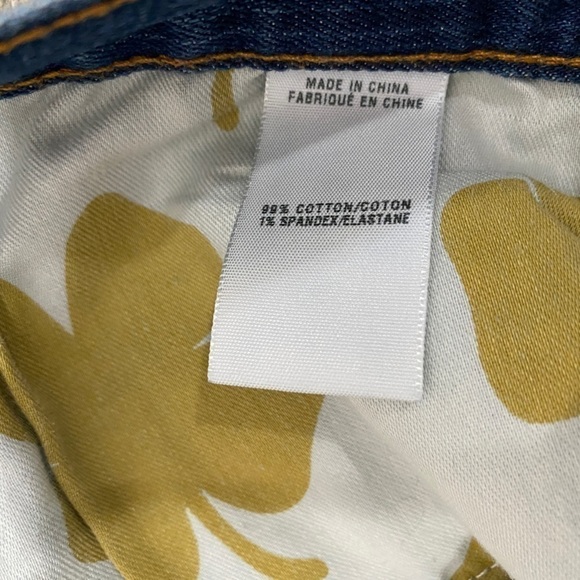 MADE IN CHINA
FABRIQUÉ EN CHINE
99% COTTON/COTON
1% SPANDEX/ELASTANE